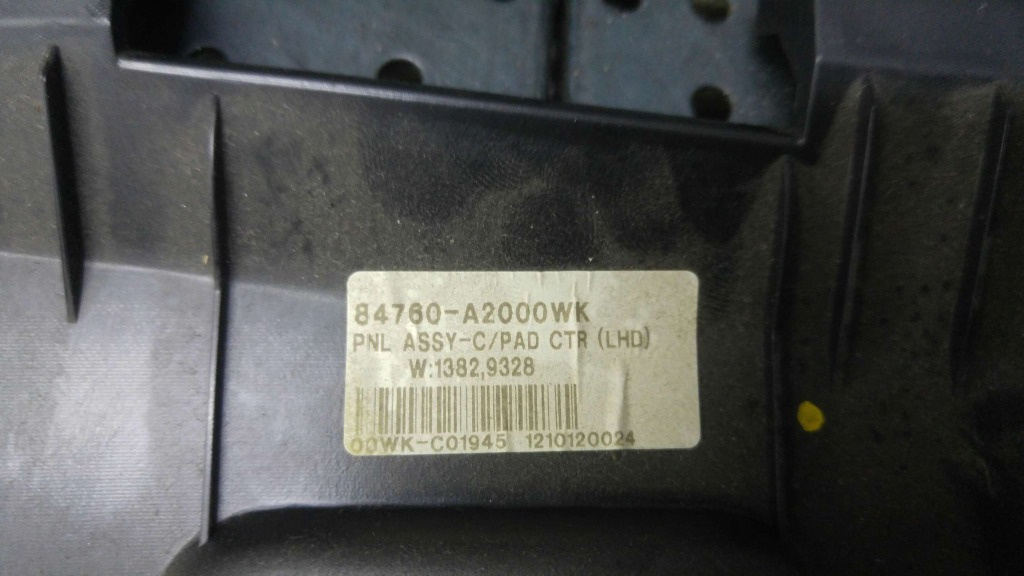 84760-A2000WK
PNL ASSY-C/PAD CTR (LHD)
W:1382,9328
00WK-C01945 1210120024